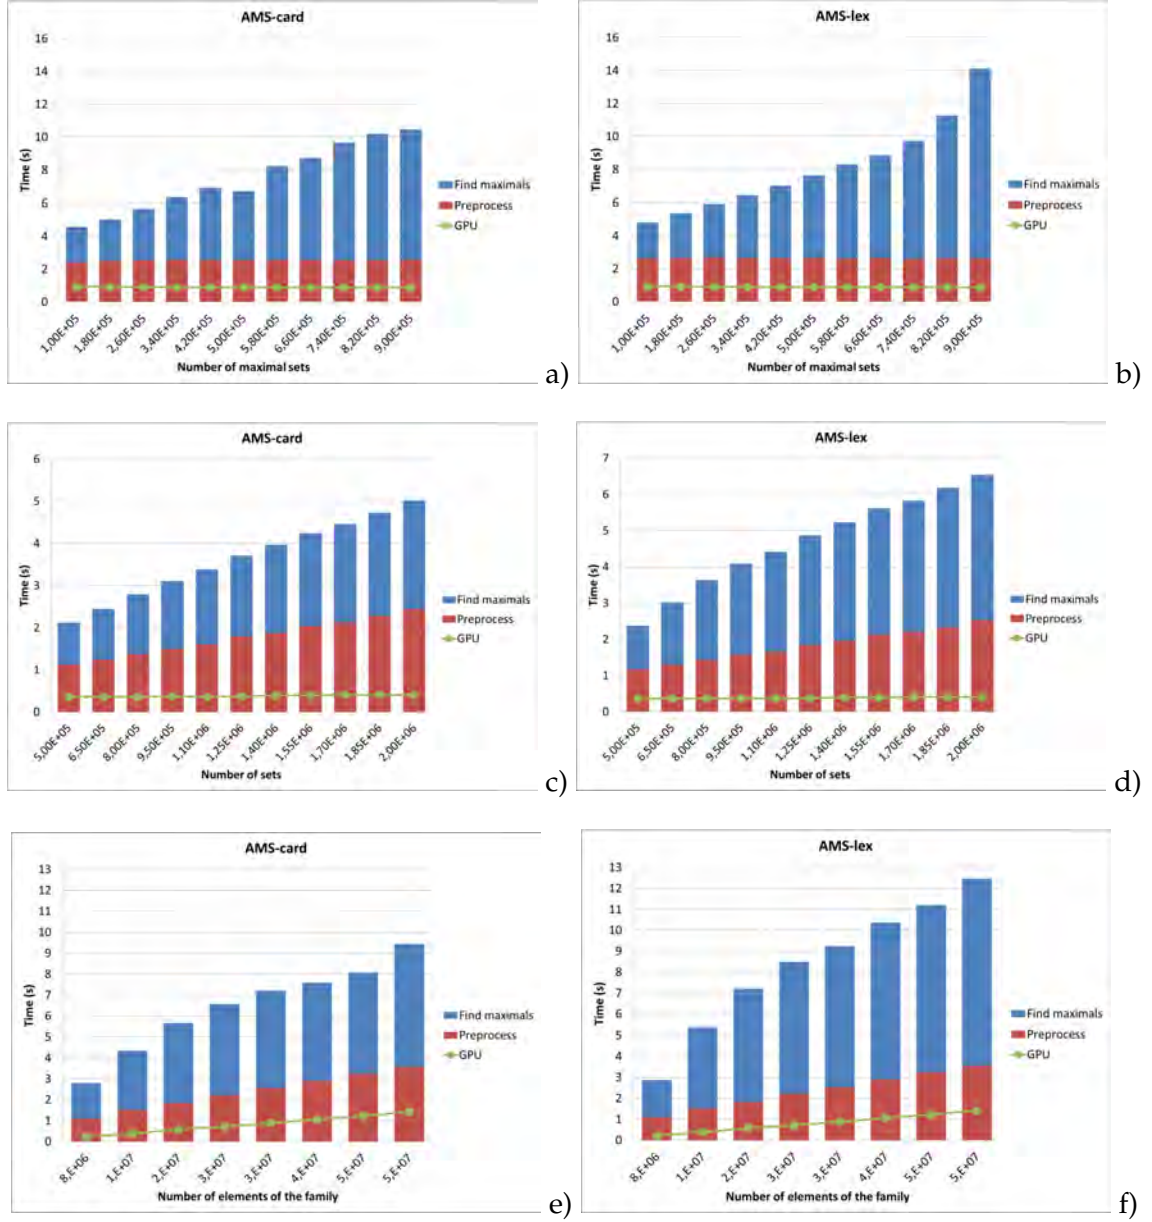 AMS-card
16
14
12
10
8
6
4
2
0
Time (s)
1,00E+05 1,80E+05 2,60E+05 3,40E+05 4,20E+05 5,00E+05 5,80E+05 6,60E+05 7,40E+05 8,20E+05 9,00E+05
Number of maximal sets
Find maximals
Preprocess
GPU
a)
AMS-lex
16
14
12
10
8
6
4
2
0
Time (s)
1,00E+05 1,80E+05 2,60E+05 3,40E+05 4,20E+05 5,00E+05 5,80E+05 6,60E+05 7,40E+05 8,20E+05 9,00E+05
Number of maximal sets
Find maximals
Preprocess
GPU
b)
AMS-card
6
5
4
3
2
1
0
Time (s)
5,00E+05 6,50E+05 8,00E+05 9,50E+05 1,10E+06 1,25E+06 1,40E+06 1,55E+06 1,70E+06 1,85E+06 2,00E+06
Number of sets
Find maximals
Preprocess
GPU
c)
AMS-lex
7
6
5
4
3
2
1
0
Time (s)
5,00E+05 6,50E+05 8,00E+05 9,50E+05 1,10E+06 1,25E+06 1,40E+06 1,55E+06 1,70E+06 1,85E+06 2,00E+06
Number of sets
Find maximals
Preprocess
GPU
d)
AMS-card
13
12
11
10
9
8
7
6
5
4
3
2
1
0
Time (s)
8,E+06 1,E+07 2,E+07 3,E+07 3,E+07 4,E+07 5,E+07 5,E+07
Number of elements of the family
Find maximals
Preprocess
GPU
e)
AMS-lex
13
12
11
10
9
8
7
6
5
4
3
2
1
0
Time (s)
8,E+06 1,E+07 2,E+07 3,E+07 3,E+07 4,E+07 5,E+07 5,E+07
Number of elements of the family
Find maximals
Preprocess
GPU
f)